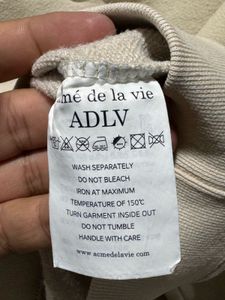 mé de la vie
ADLV
WASH SEPARATELY
DO NOT BLEACH
IRON AT MAXIMUM
TEMPERATURE OF 150℃
TURN GARMENT INSIDE OUT
DO NOT TUMBLE
HANDLE WITH CARE
www.acmedelavie.com